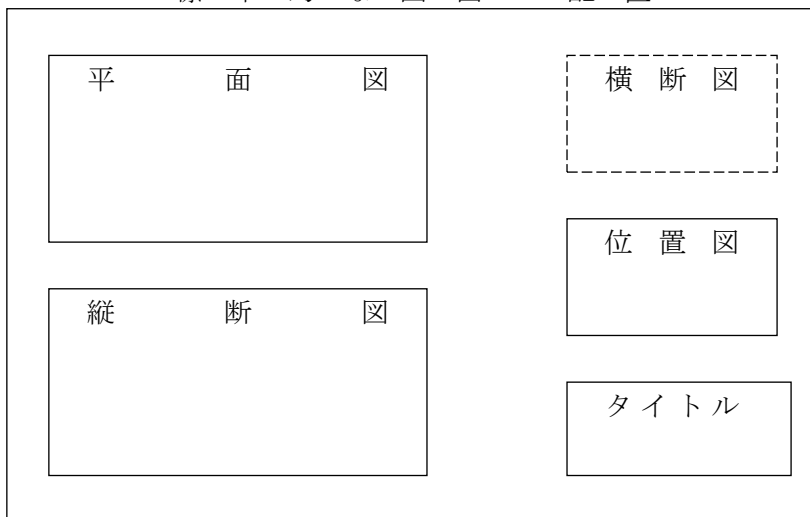 平 面 図
横 断 図
位 置 図
縦 断 図
タ イ ト ル